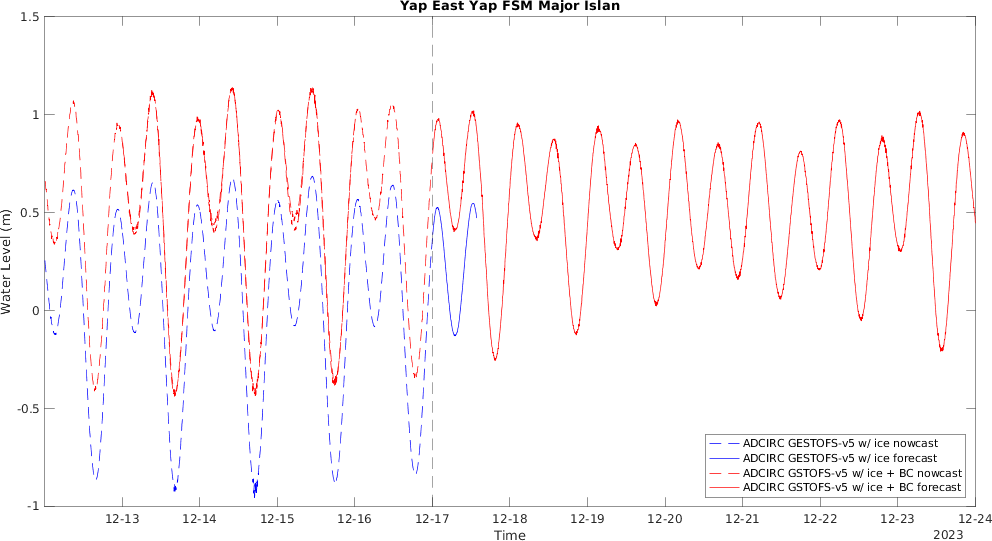 Yap East Yap FSM Major Islan
1.5
1
0.5
0
-0.5
-1
Water Level (m)
ADCIRC GESTOFS-v5 w/ ice nowcast
ADCIRC GESTOFS-v5 w/ ice forecast
ADCIRC GSTOFS-v5 w/ ice + BC nowcast
ADCIRC GSTOFS-v5 w/ ice + BC forecast
12-13 12-14 12-15 12-16 12-17 12-18 12-19 12-20 12-21 12-22 12-23 12-24
Time
2023